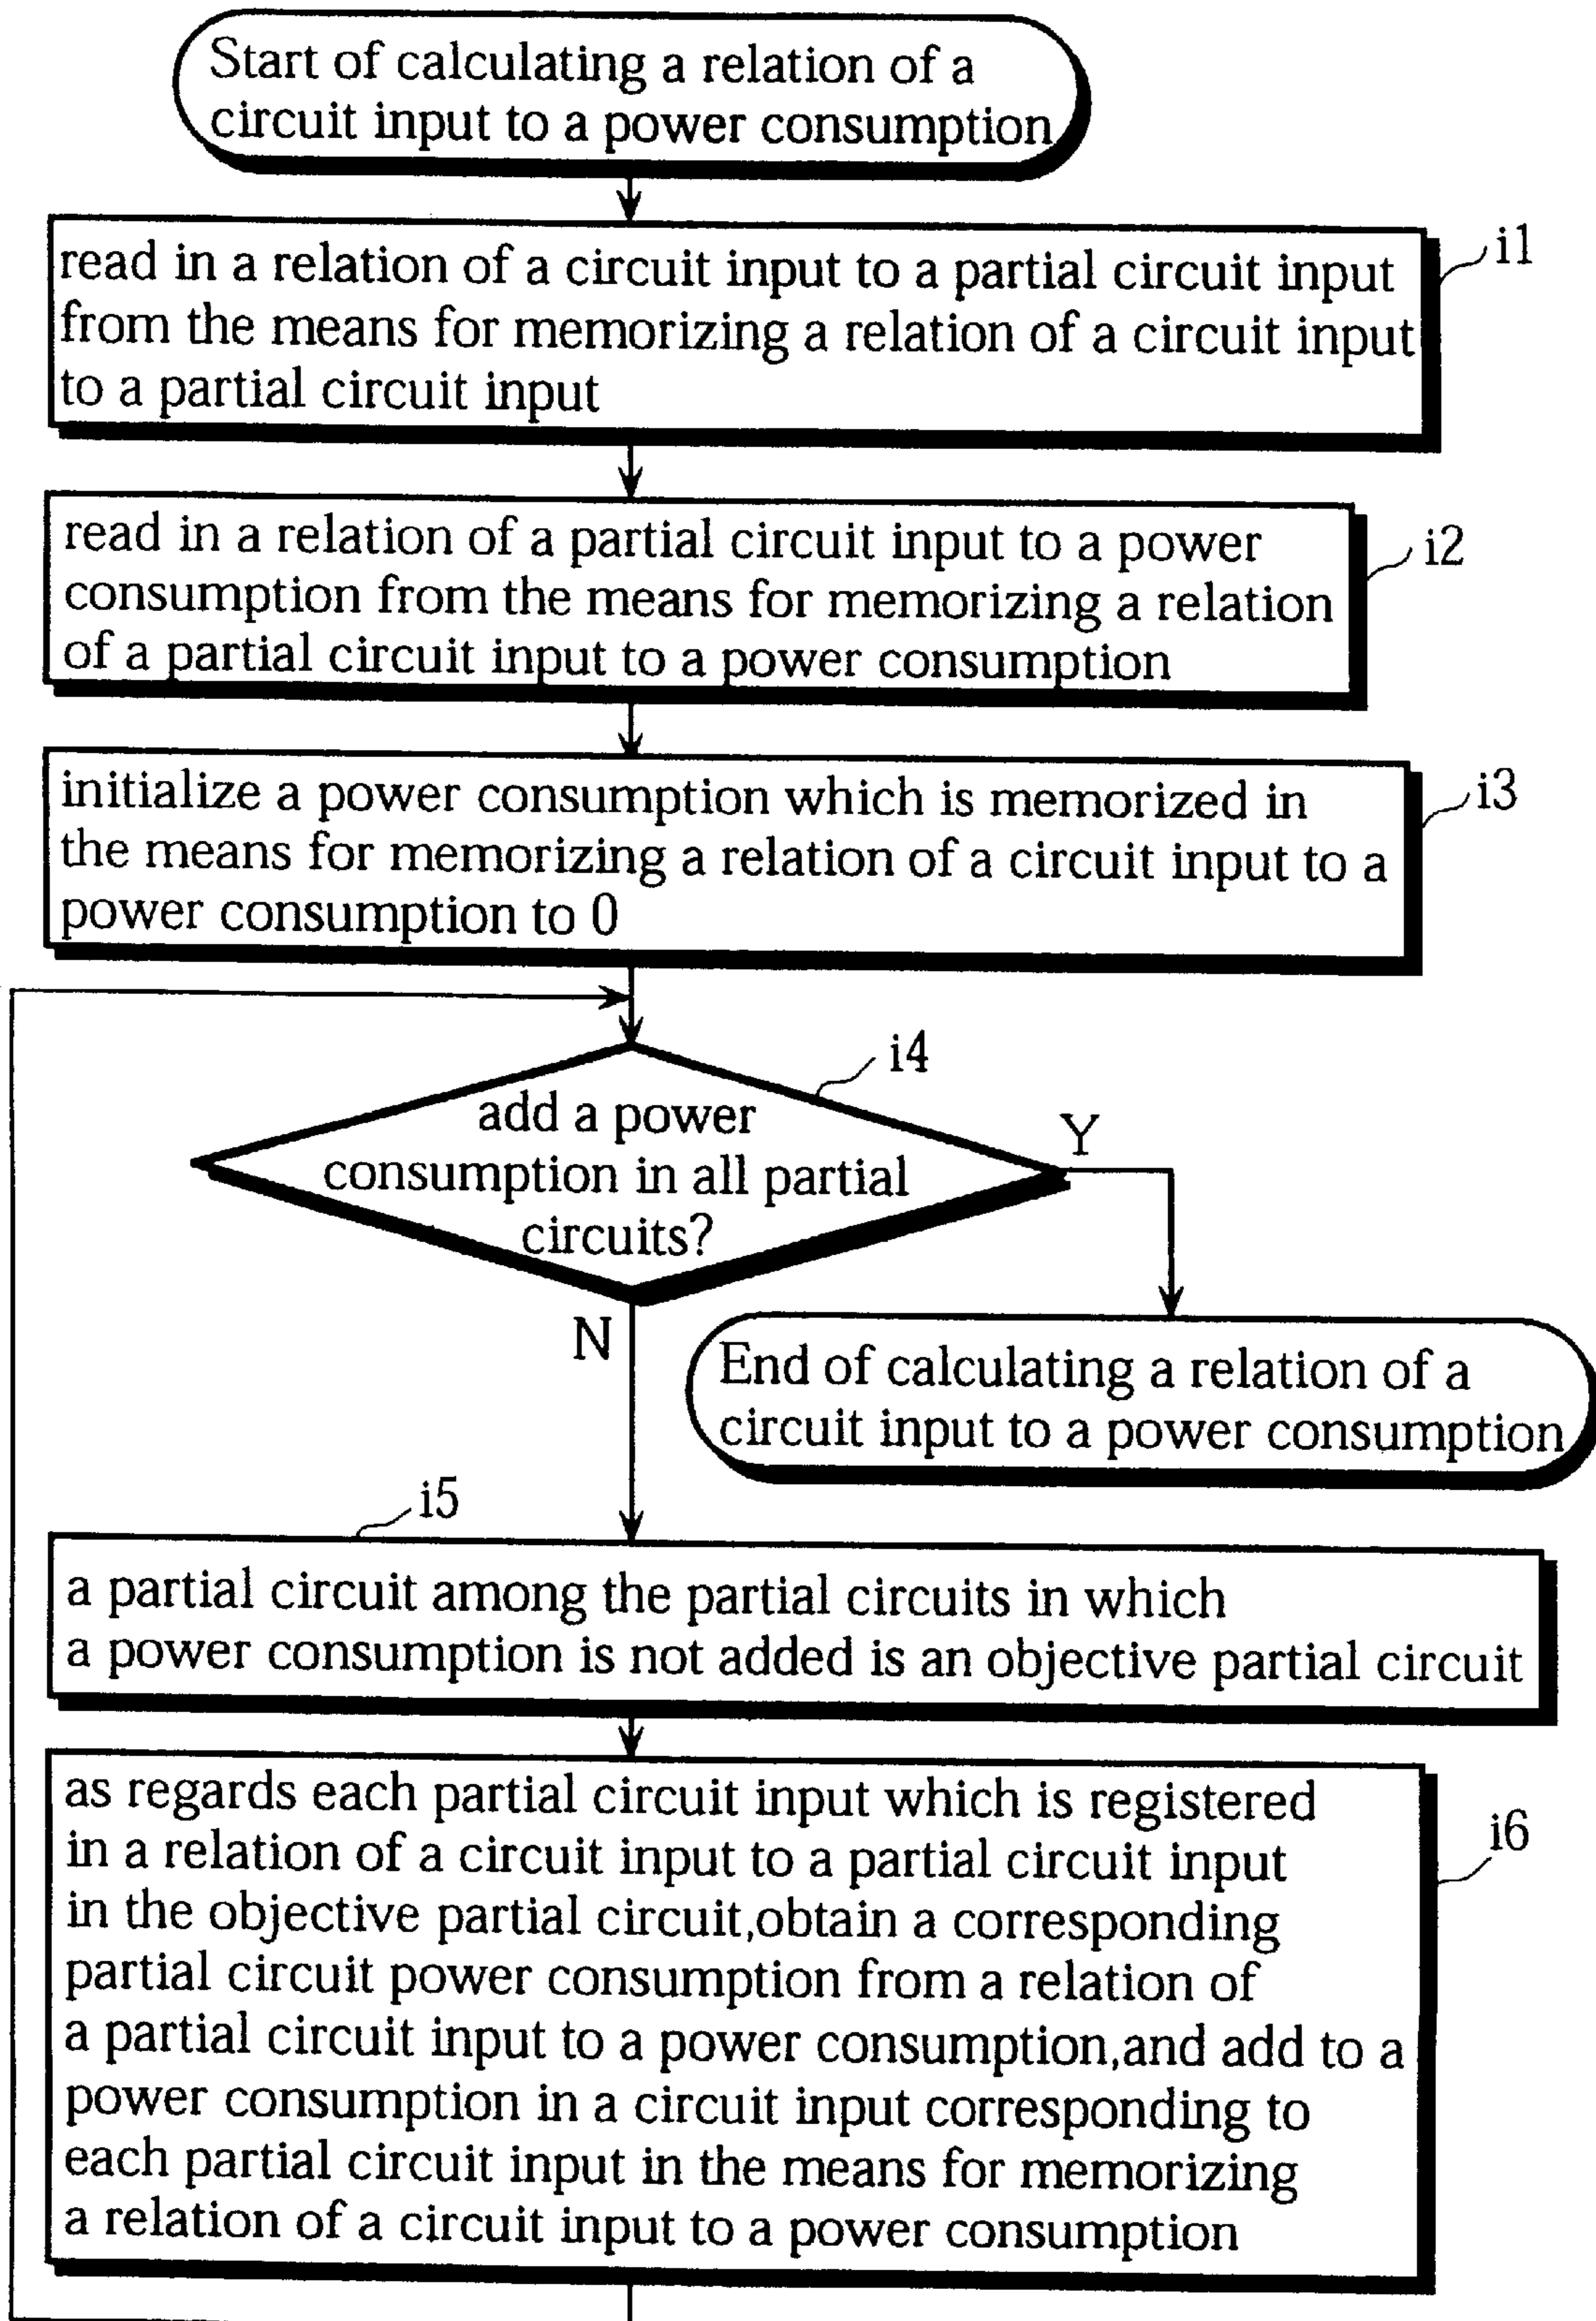 Start of calculating a relation of a
circuit input to a power consumption
i1
read in a relation of a circuit input to a partial circuit input
from the means for memorizing a relation of a circuit input
to a partial circuit input
i2
read in a relation of a partial circuit input to a power
consumption from the means for memorizing a relation
of a partial circuit input to a power consumption
i3
initialize a power consumption which is memorized in
the means for memorizing a relation of a circuit input to a
power consumption to 0
i4
add a power
consumption in all partial
circuits?
Y
N
End of calculating a relation of a
circuit input to a power consumption
i5
a partial circuit among the partial circuits in which
a power consumption is not added is an objective partial circuit
i6
as regards each partial circuit input which is registered
in a relation of a circuit input to a partial circuit input
in the objective partial circuit,obtain a corresponding
partial circuit power consumption from a relation of
a partial circuit input to a power consumption,and add to a
power consumption in a circuit input corresponding to
each partial circuit input in the means for memorizing
a relation of a circuit input to a power consumption